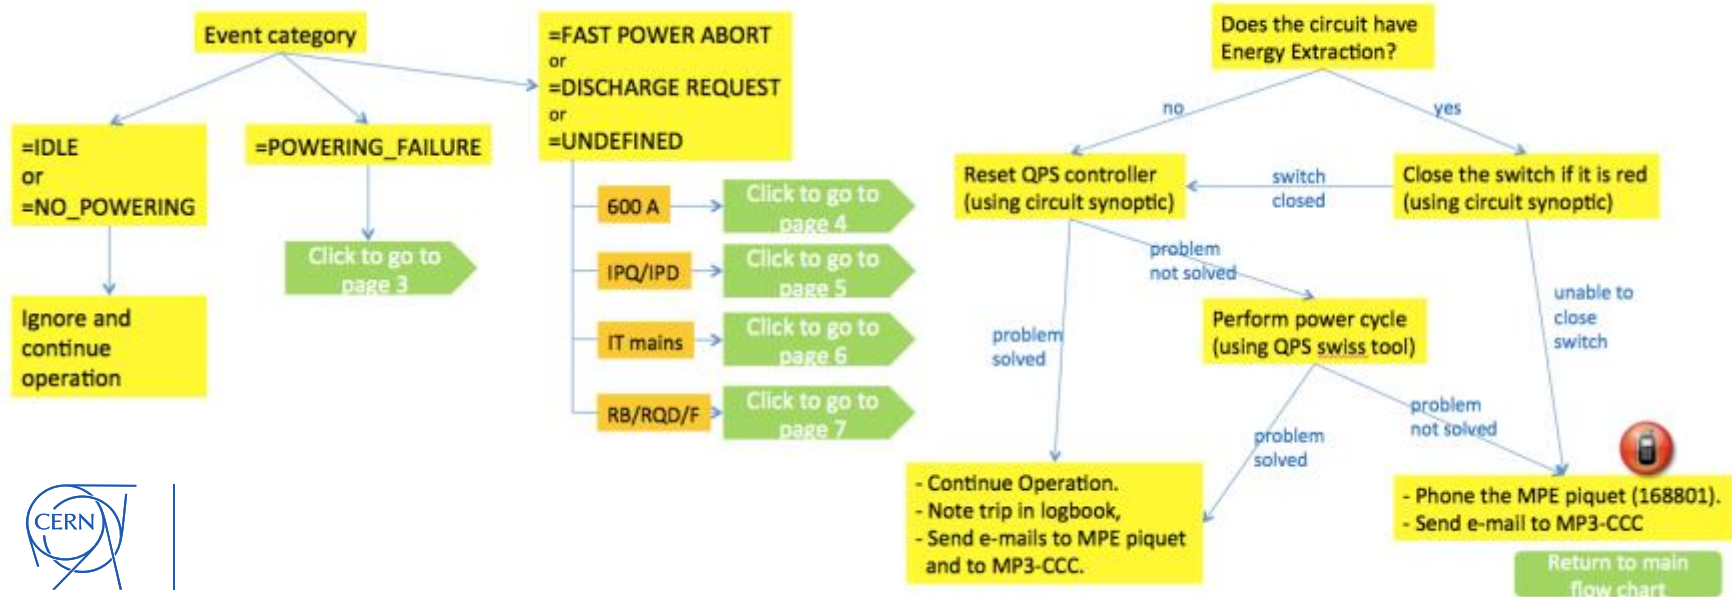 Event category
=IDLE
or
=NO_POWERING
Ignore and
continue
operation
=POWERING_FAILURE
Click to go to
page 3
=FAST POWER ABORT
or
=DISCHARGE REQUEST
or
=UNDEFINED
600 A
Click to go to
page 4
IPQ/IPD
Click to go to
page 5
IT mains
Click to go to
page 6
RB/RQD/F
Click to go to
page 7
CERN
Does the circuit have
Energy Extraction?
no
yes
Reset QPS controller
(using circuit synoptic)
switch
closed
Close the switch if it is red
(using circuit synoptic)
problem
not solved
unable to
close
switch
problem
solved
Perform power cycle
(using QPS swiss tool)
problem
not solved
problem
solved
- Continue Operation.
- Note trip in logbook,
- Send e-mails to MPE piquet
and to MP3-CCC.
- Phone the MPE piquet (168801).
- Send e-mail to MP3-CCC
Return to main
flow chart